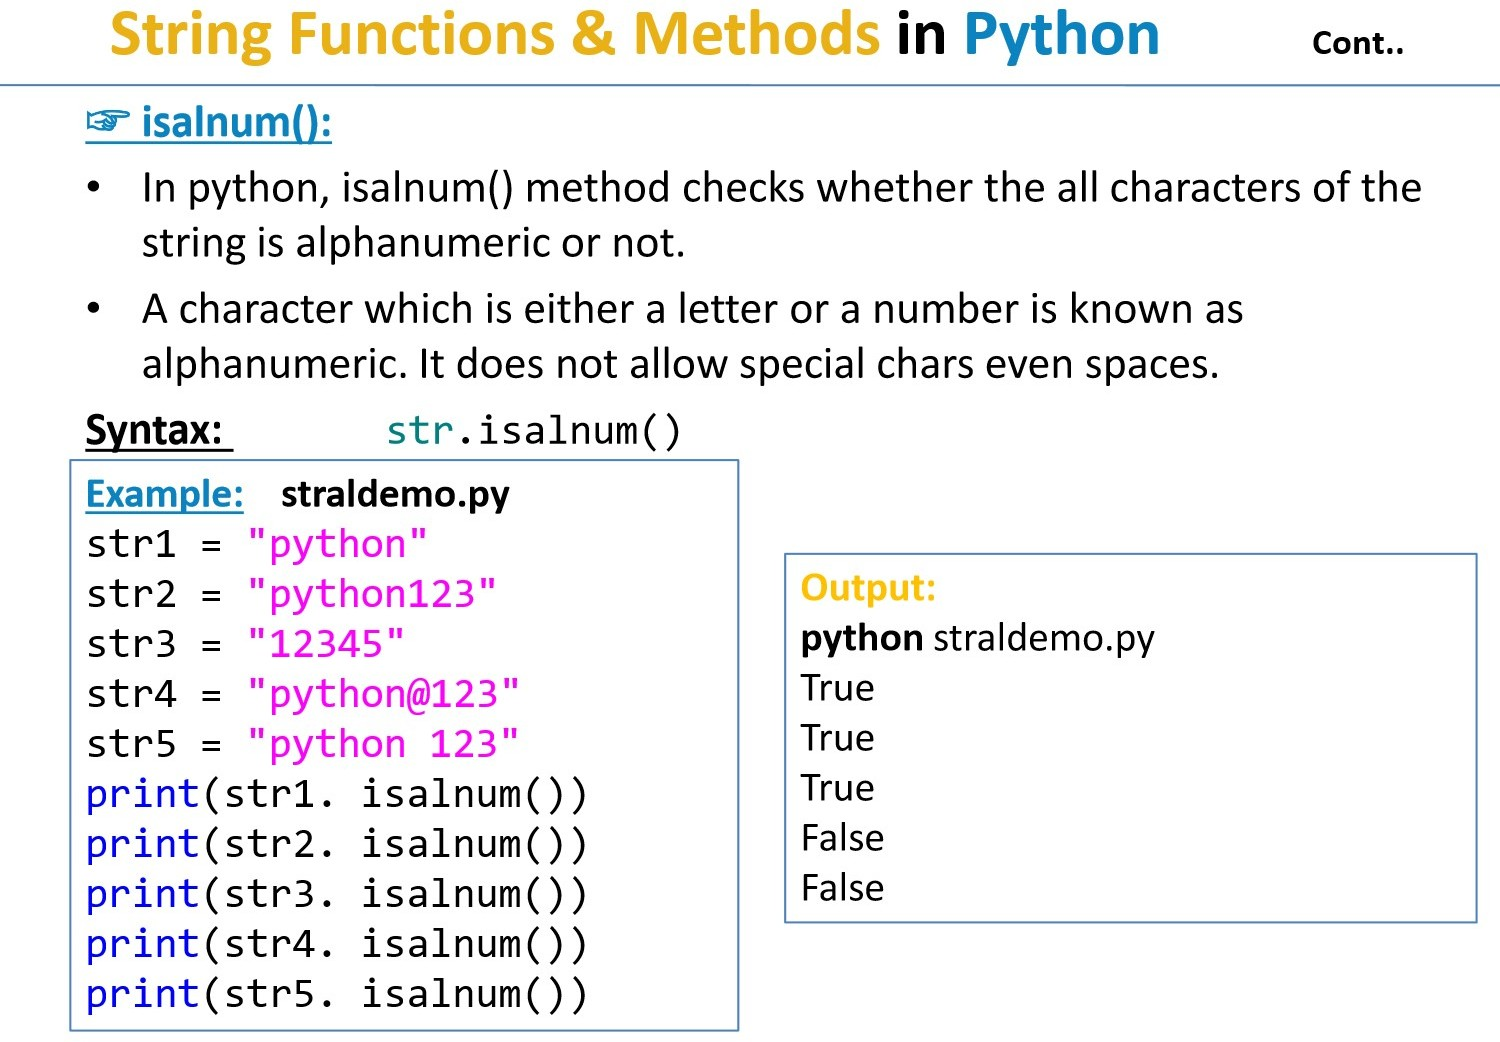 String Functions & Methods in Python
Cont..
☞ isalnum():
• In python, isalnum() method checks whether the all characters of the
string is alphanumeric or not.
• A character which is either a letter or a number is known as
alphanumeric. It does not allow special chars even spaces.
Syntax: str.isalnum()
Example: straldemo.py
str1 = "python"
str2 = "python123"
str3 = "12345"
str4 = "python@123"
str5 = "python 123"
print(str1. isalnum())
print(str2. isalnum())
print(str3. isalnum())
print(str4. isalnum())
print(str5. isalnum())
Output:
python straldemo.py
True
True
True
False
False